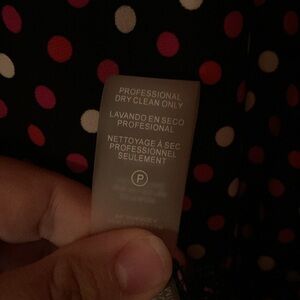 PROFESSIONAL
DRY CLEAN ONLY
LAVANDO EN SECO
PROFESIONAL
NETTOYAGE À SEC
PROFESSIONNEL
SEULEMENT
P